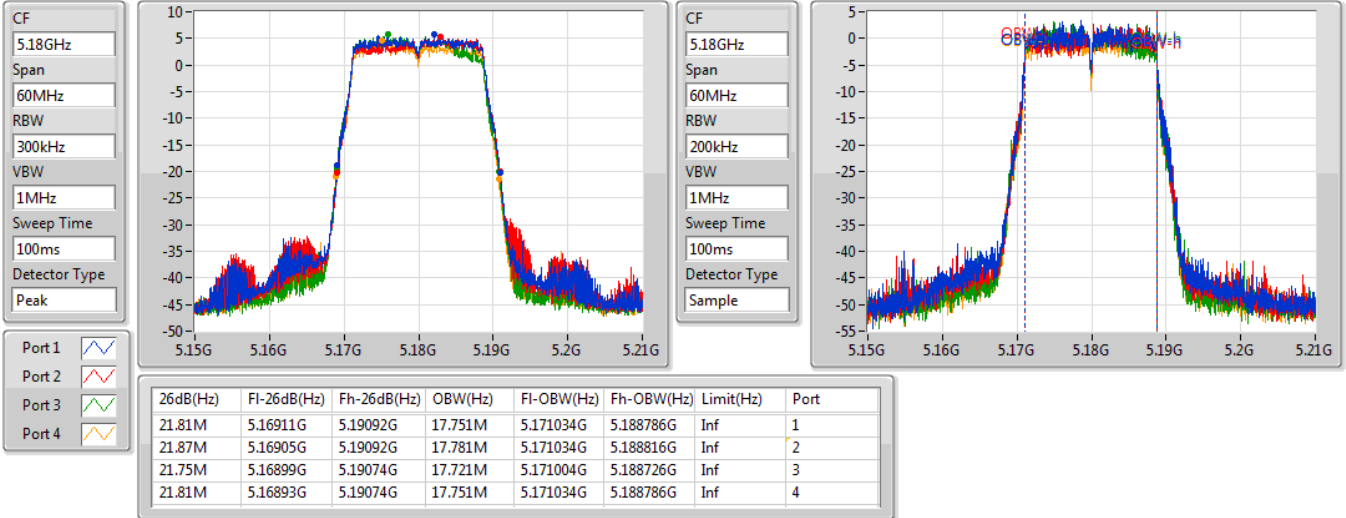 CF
5.18GHz
Span
60MHz
RBW
300kHz
VBW
1MHz
Sweep Time
100ms
Detector Type
Peak
10
5
0
-5
-10
-15
-20
-25
-30
-35
-40
-45
-50
5.15G 5.16G 5.17G 5.18G 5.19G 5.2G 5.21G
CF
5.18GHz
Span
60MHz
RBW
200kHz
VBW
1MHz
Sweep Time
100ms
Detector Type
Sample
5
0
-5
-10
-15
-20
-25
-30
-35
-40
-45
-50
-55
5.15G 5.16G 5.17G 5.18G 5.19G 5.2G 5.21G
Port 1
Port 2
Port 3
Port 4
26dB(Hz) Fl-26dB(Hz) Fh-26dB(Hz) OBW(Hz) Fl-OBW(Hz) Fh-OBW(Hz) Limit(Hz) Port
21.81M 5.16911G 5.19092G 17.751M 5.171034G 5.188786G Inf 1
21.87M 5.16905G 5.19092G 17.781M 5.171034G 5.188816G Inf 2
21.75M 5.16899G 5.19074G 17.721M 5.171004G 5.188726G Inf 3
21.81M 5.16893G 5.19074G 17.751M 5.171034G 5.188786G Inf 4